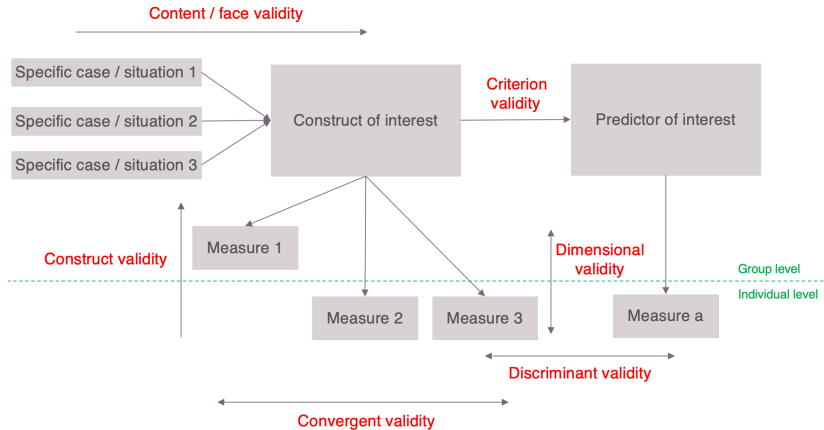 Content / face validity
Specific case / situation 1
Specific case / situation 2
Specific case / situation 3
Construct of interest
Criterion
validity
Predictor of interest
Construct validity
Measure 1
Dimensional
validity
Group level
Individual level
Measure 2
Measure 3
Measure a
Discriminant validity
Convergent validity